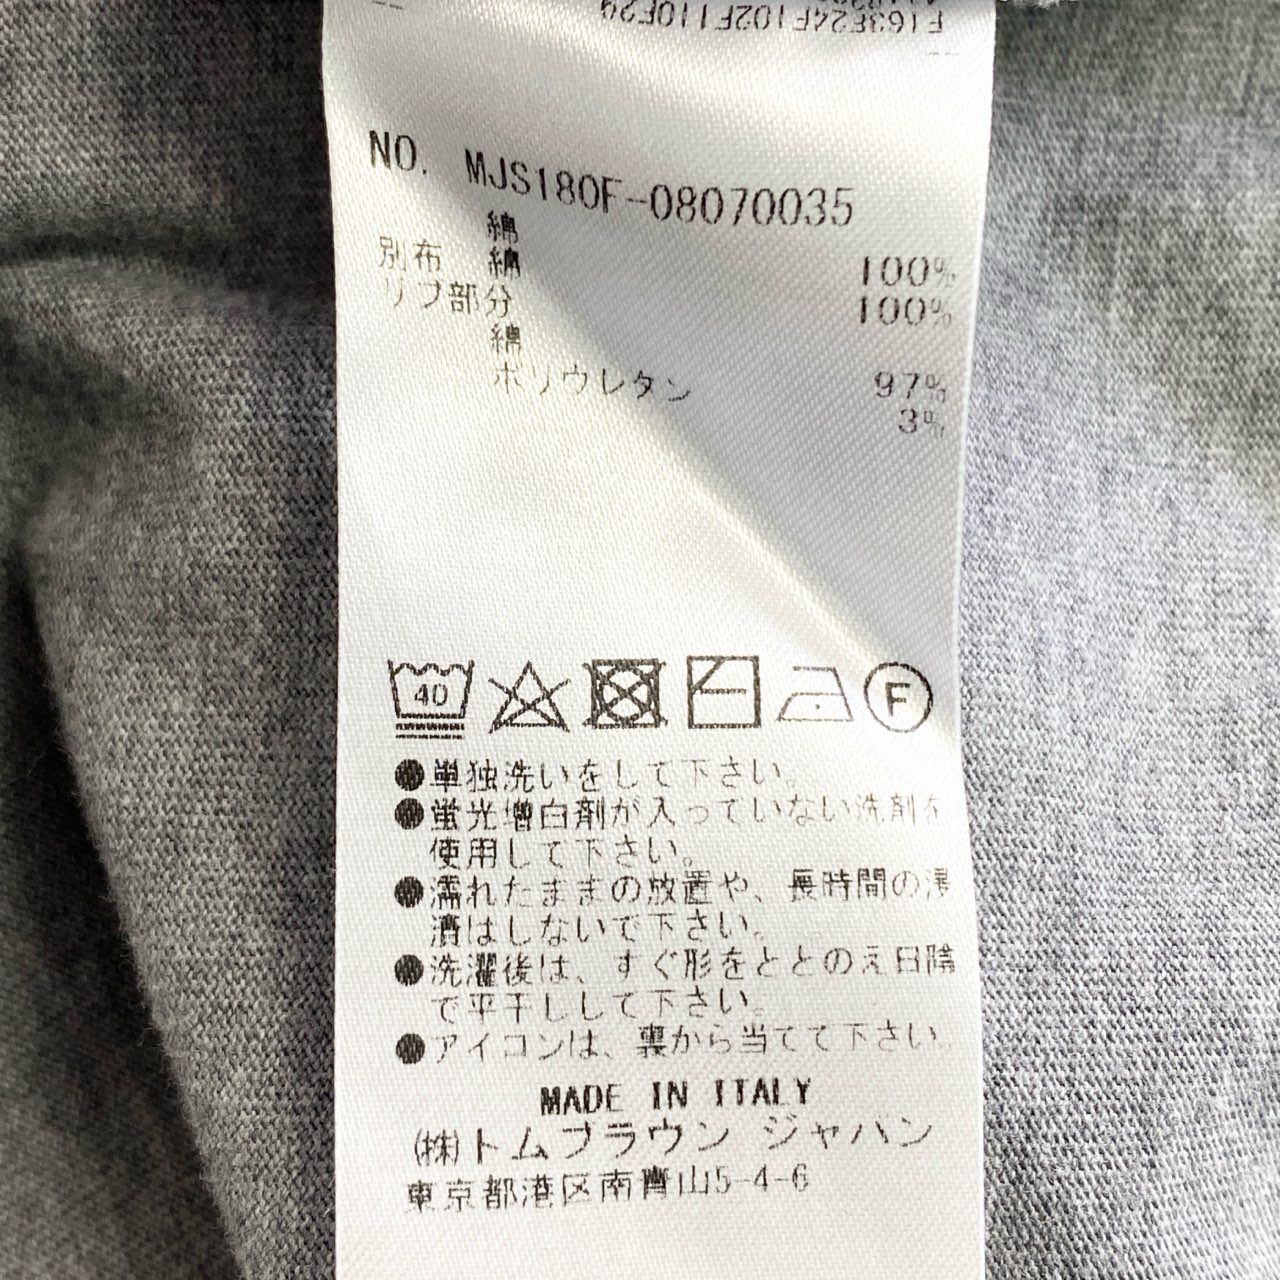 F163F24F102F110F29
NO. MJS180F-08070035
綿 100%
別布 綿 100%
リブ部分
綿 97%
ポリウレタン 3%
40
F
●単独洗いをして下さい。
●蛍光増白剤が入っていない洗剤を
使用して下さい。
●濡れたままの放置や、長時間の浸
漬はしないで下さい。
●洗濯後は、すぐ形をととのえ日陰
で平干しして下さい。
●アイロンは、裏から当てて下さい。
MADE IN ITALY
(株)トムブラウン ジャパン
東京都港区南青山5-4-6